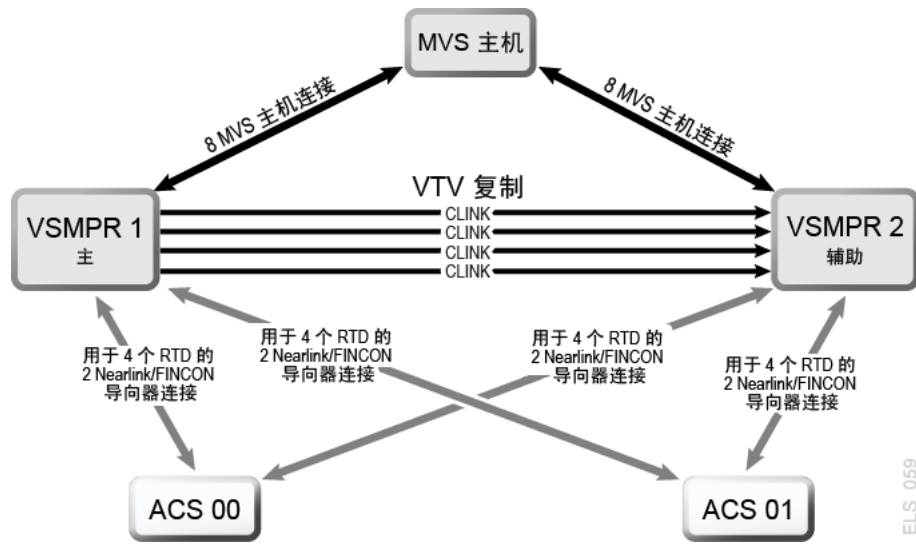 MVS 主机
8 MVS 主机连接
8 MVS 主机连接
VTV 复制
VSMPR 1
主
CLINK
CLINK
CLINK
CLINK
VSMPR 2
辅助
用于 4 个 RTD 的
2 Nearlink/FINCON
导向器连接
用于 4 个 RTD 的
2 Nearlink/FINCON
导向器连接
用于 4 个 RTD 的
2 Nearlink/FINCON
导向器连接
用于 4 个 RTD 的
2 Nearlink/FINCON
导向器连接
ACS 00
ACS 01
ELS_059